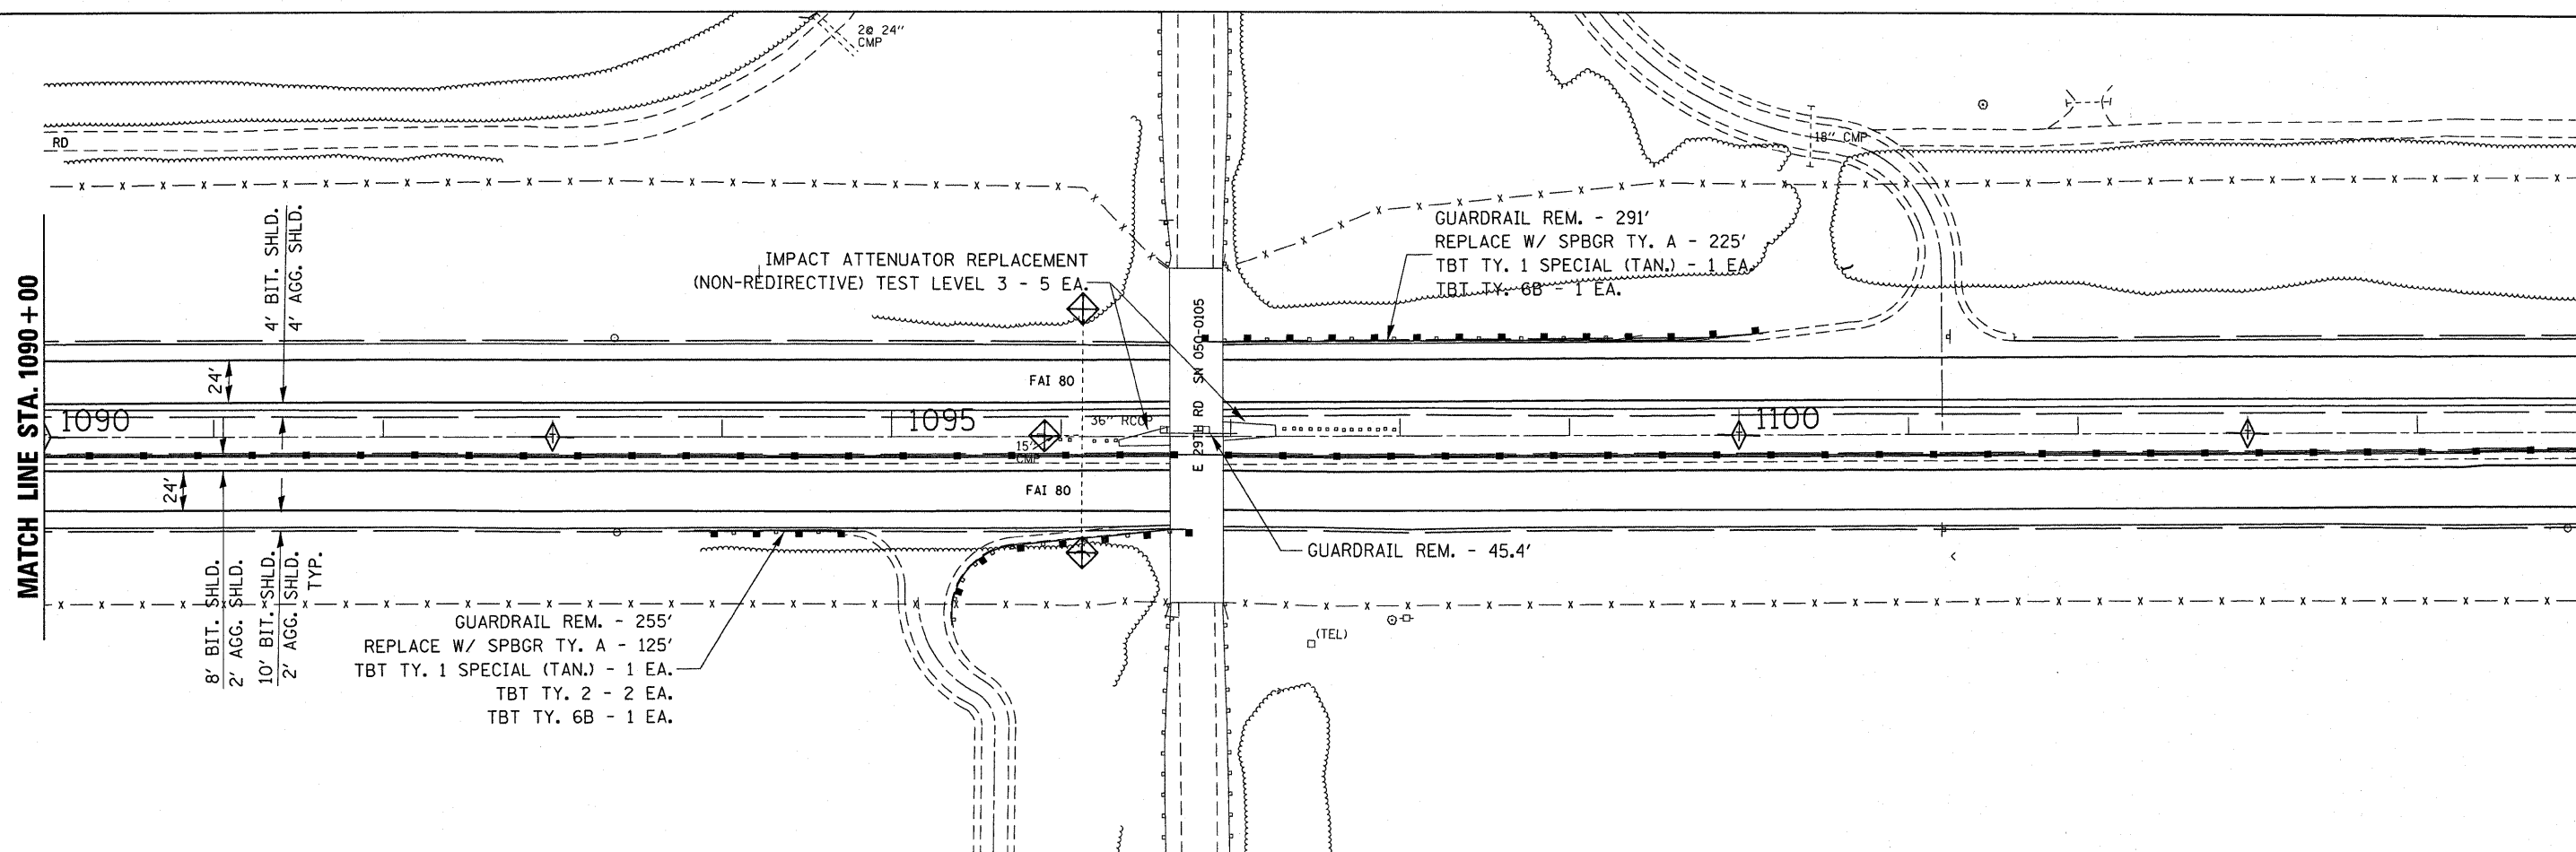 2@ 24"
CMP
RD
18" CMP
4' BIT. SHLD.
4' AGG. SHLD.
GUARDRAIL REM. - 291'
REPLACE W/ SPBGR TY. A - 225'
TBT TY. 1 SPECIAL (TAN.) - 1 EA.
TBT TY. 6B - 1 EA.
IMPACT ATTENUATOR REPLACEMENT
(NON-REDIRECTIVE) TEST LEVEL 3 - 5 EA.
MATCH LINE STA. 1090+00
24'
FAI 80
E 29TH RD SN 050-0105
1090
1095
36" RCCP
15"
CMP
1100
24'
FAI 80
GUARDRAIL REM. - 45.4'
8' BIT. SHLD.
2' AGG. SHLD.
10' BIT. SHLD.
2' AGG. SHLD.
TYP.
GUARDRAIL REM. - 255'
REPLACE W/ SPBGR TY. A - 125'
TBT TY. 1 SPECIAL (TAN.) - 1 EA.
TBT TY. 2 - 2 EA.
TBT TY. 6B - 1 EA.
(TEL)